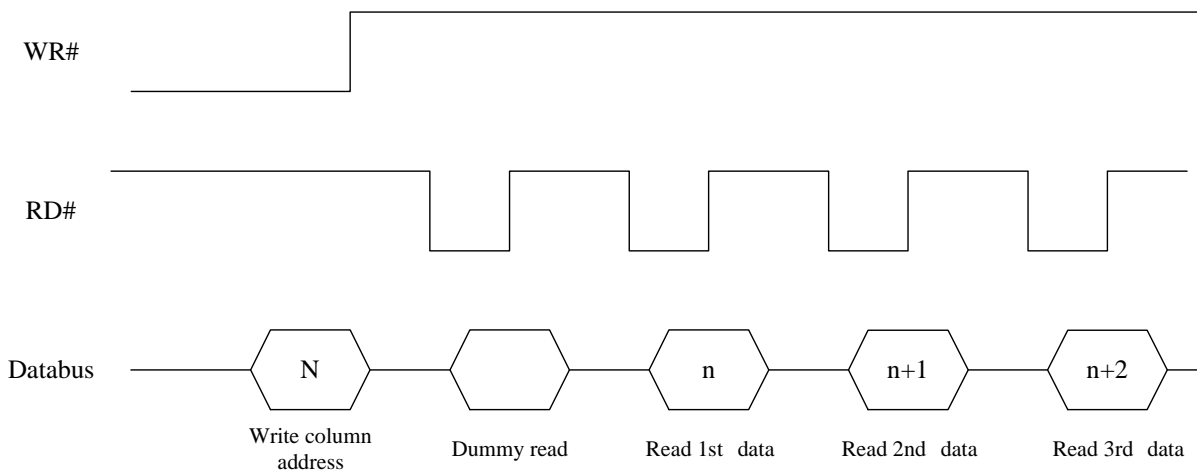 WR#
RD#
Databus
N
n
n+1
n+2
Write column
address
Dummy read
Read 1st data
Read 2nd data
Read 3rd data